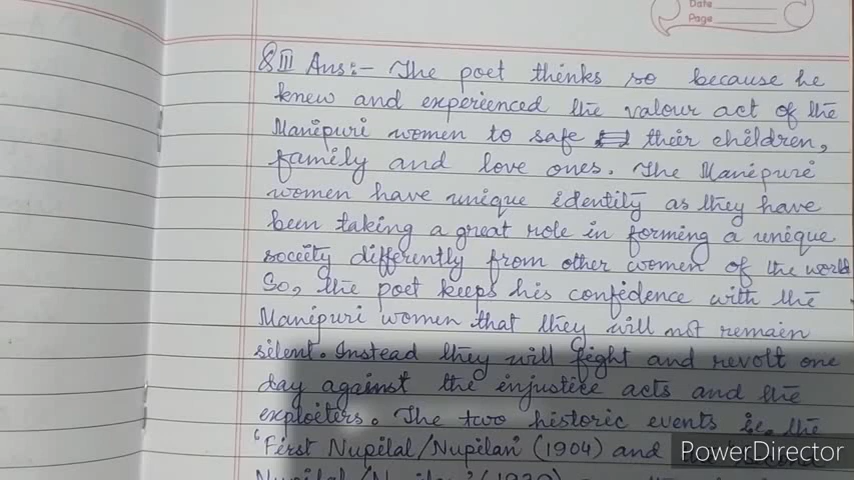 Date
Page
Q III Ans:- The poet thinks so because he
knew and experienced the valour act of the
Manipuri women to safe their children,
family and love ones. The Manipuri
women have unique identity as they have
been taking a great role in forming a unique
society differently from other women of the world
So, the poet keeps his confidence with the
Manipuri women that they will not remain
silent. Instead they will fight and revolt one
day against the injustice acts and the
exploiters. The two historic events ie. the
'First Nupilal/Nupilan' (1904) and
PowerDirector